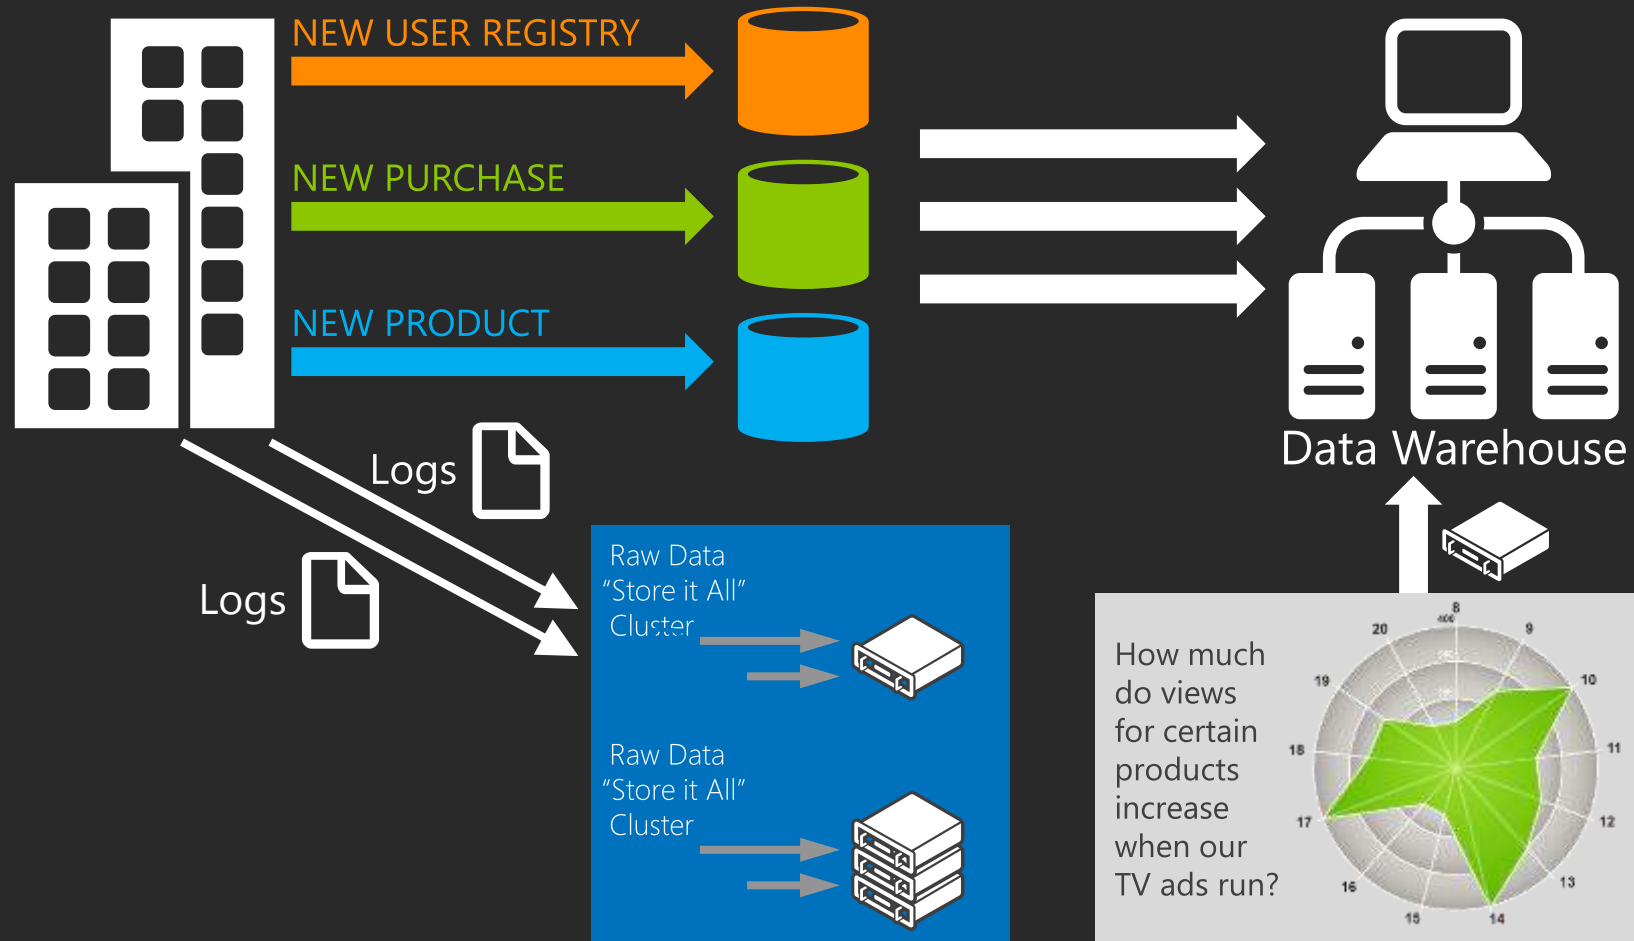 NEW USER REGISTRY
NEW PURCHASE
NEW PRODUCT
Logs
Logs
Data Warehouse
Raw Data
“Store it All”
Cluster
Raw Data
“Store it All”
Cluster
How much
do views
for certain
products
increase
when our
TV ads run?
8
400
9
10
11
12
13
14
15
16
17
18
19
20